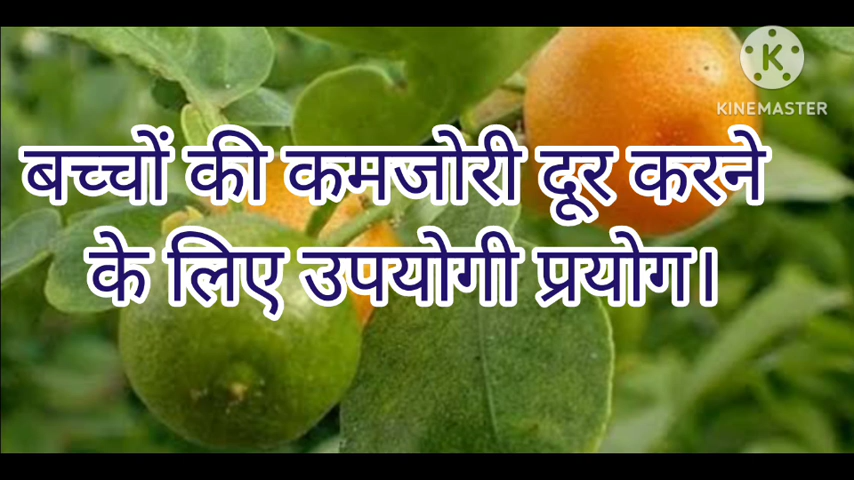 KINEMASTER
बच्चों की कमजोरी दूर करने
के लिए उपयोगी प्रयोग।